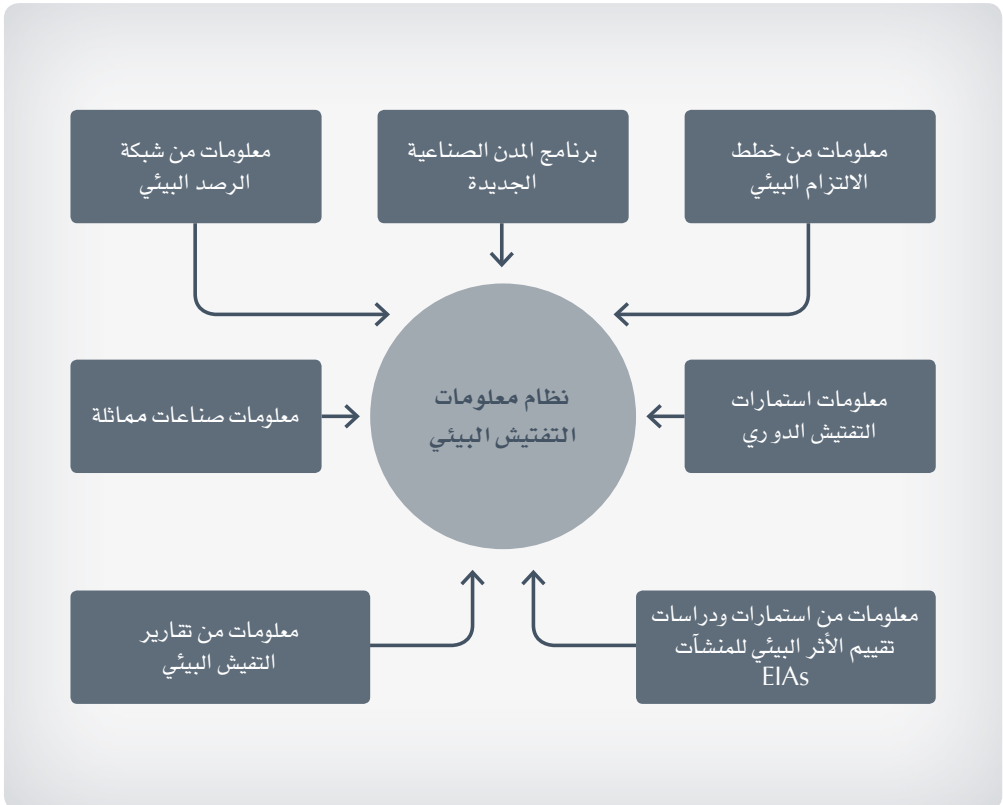 معلومات من خطط
الالتزام البيئي
برنامج المدن الصناعية
الجديدة
معلومات من شبكة
الرصد البيئي
معلومات استمارات
التفتيش الدوري
نظام معلومات
التفتيش البيئي
معلومات صناعات مماثلة
معلومات من استمارات ودراسات
تقييم الأثر البيئي للمنشآت
EIAs
معلومات من تقارير
التفيش البيئي